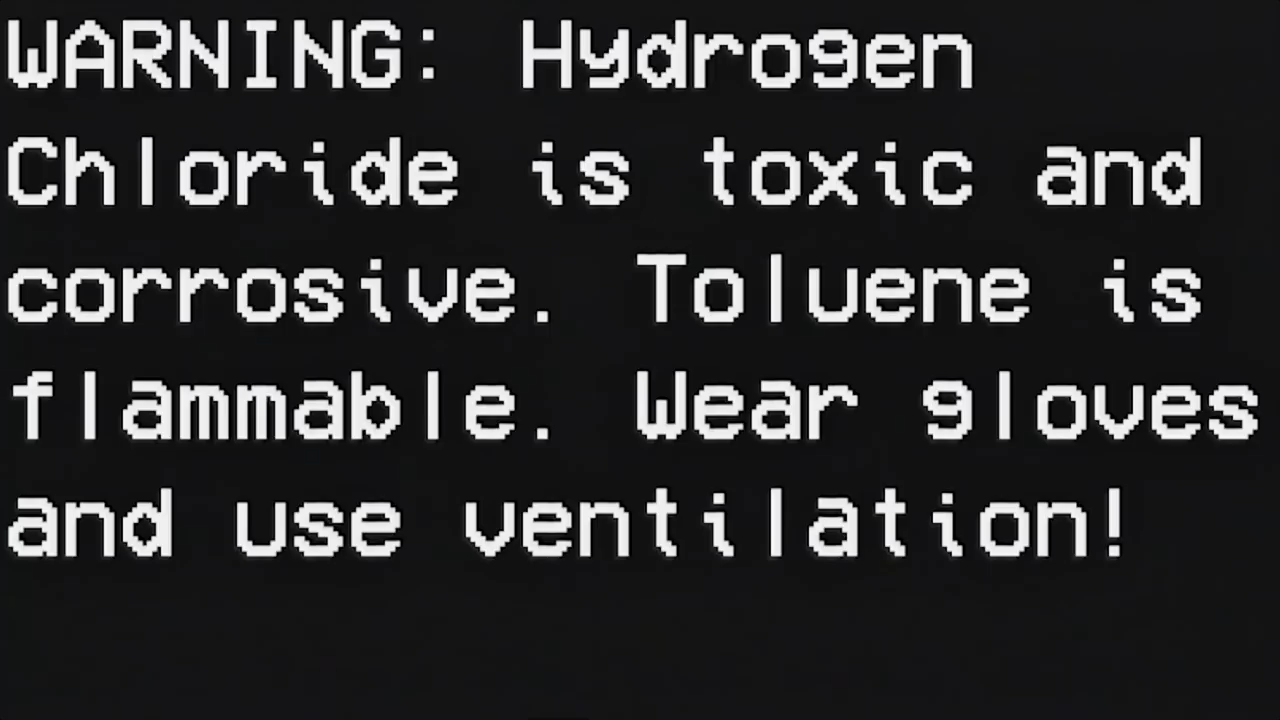 WARNING: Hydrogen
Chloride is toxic and
corrosive. Toluene is
flammable. Wear gloves
and use ventilation!